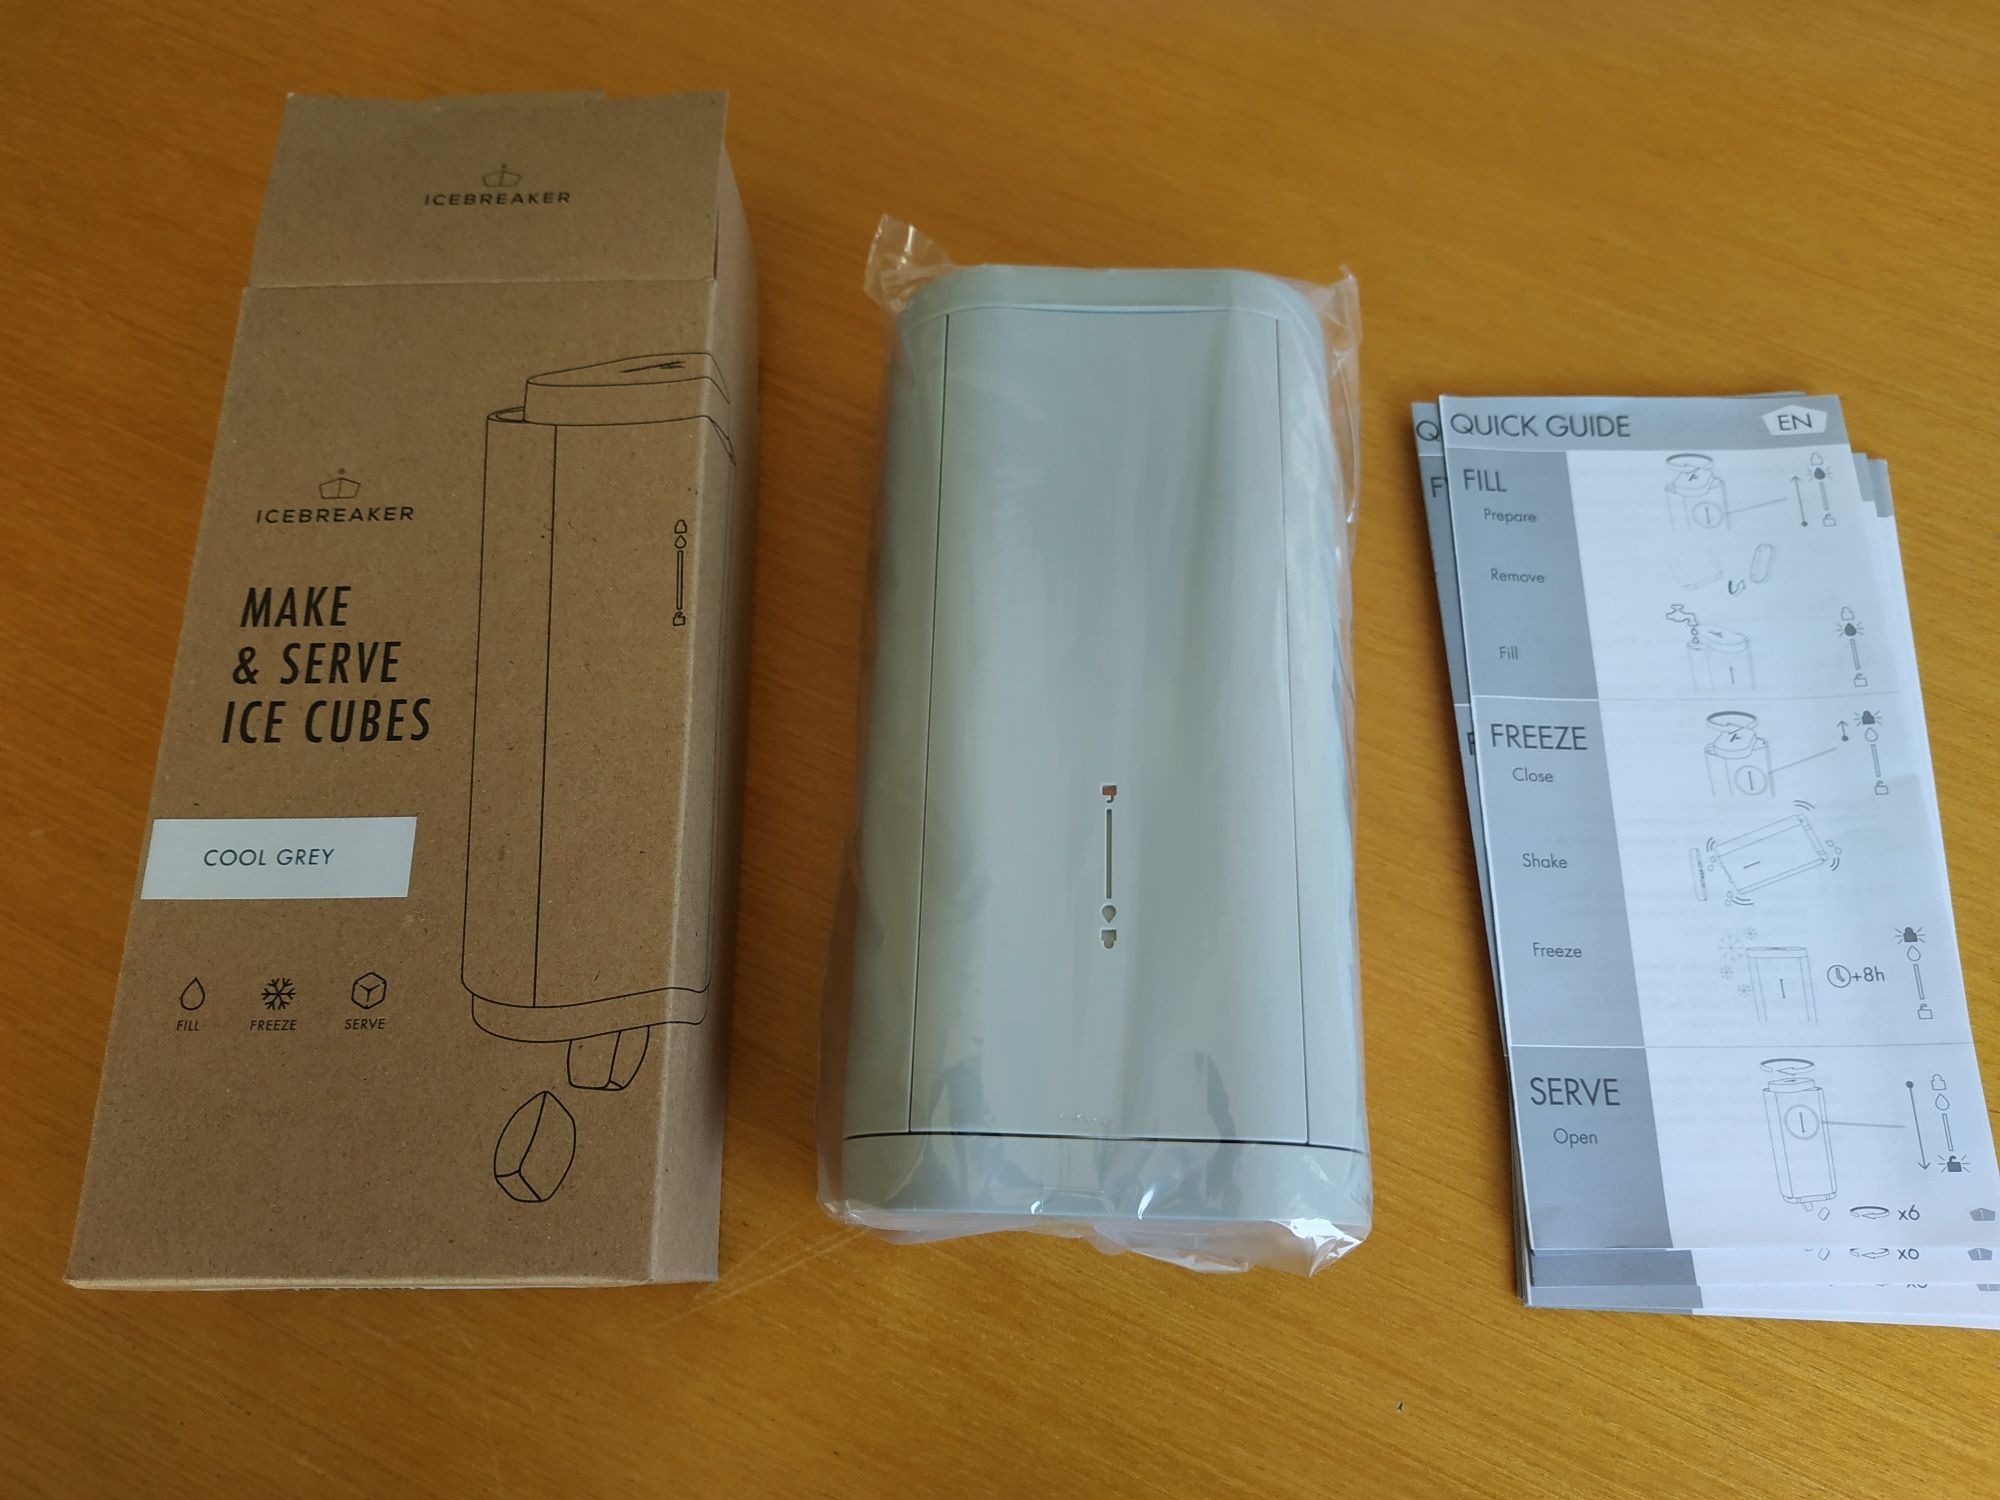 ICEBREAKER
ICEBREAKER
MAKE
& SERVE
ICE CUBES
COOL GREY
FILL
FREEZE
SERVE
QUICK GUIDE
EN
FILL
Prepare
Remove
Fill
FREEZE
Close
Shake
Freeze
+8h
SERVE
Open
x6